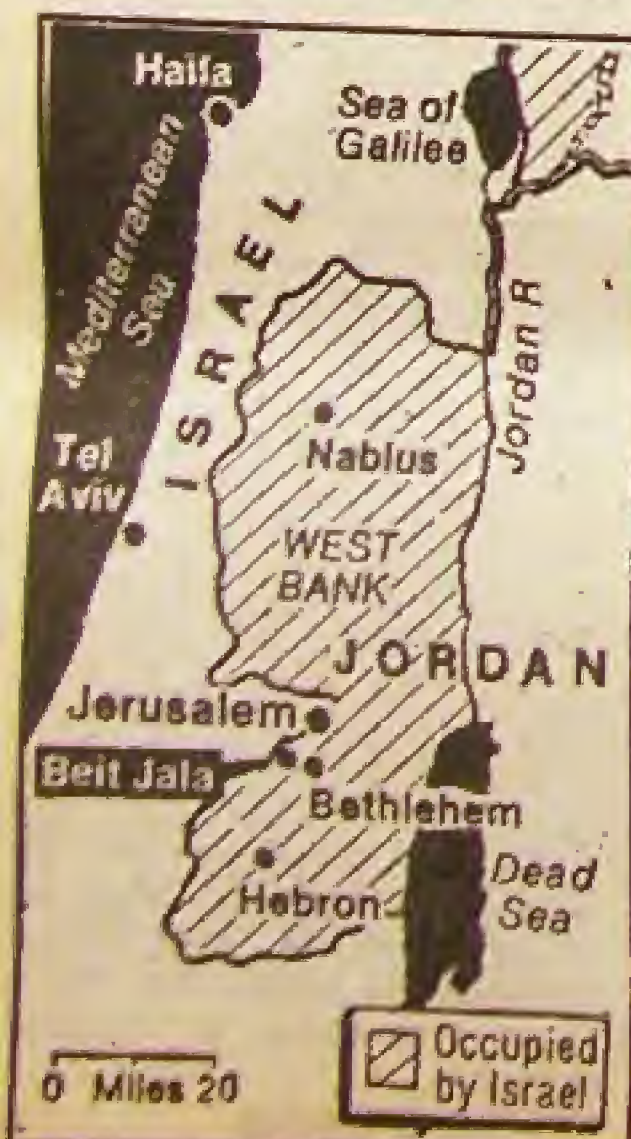 Haifa
Mediterranean
Sea
Sea of
Galilee
ISRAEL
Jordan R
Tel
Aviv
Nablus
WEST
BANK
JORDAN
Jerusalem
Beit Jala
Bethlehem
Hebron
Dead
Sea
0 Miles 20
Occupied
by Israel